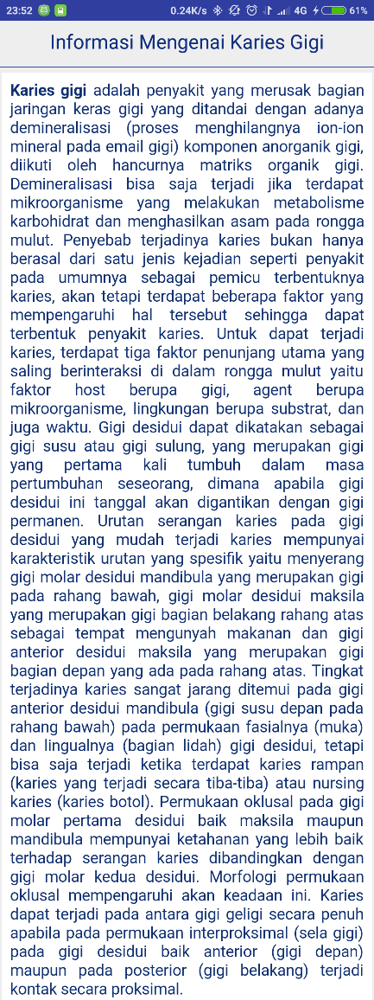 23:52 0.24K/s 4G 61%
Informasi Mengenai Karies Gigi
Karies gigi adalah penyakit yang merusak bagian
jaringan keras gigi yang ditandai dengan adanya
demineralisasi (proses menghilangnya ion-ion
mineral pada email gigi) komponen anorganik gigi,
diikuti oleh hancurnya matriks organik gigi.
Demineralisasi bisa saja terjadi jika terdapat
mikroorganisme yang melakukan metabolisme
karbohidrat dan menghasilkan asam pada rongga
mulut. Penyebab terjadinya karies bukan hanya
berasal dari satu jenis kejadian seperti penyakit
pada umumnya sebagai pemicu terbentuknya
karies, akan tetapi terdapat beberapa faktor yang
mempengaruhi hal tersebut sehingga dapat
terbentuk penyakit karies. Untuk dapat terjadi
karies, terdapat tiga faktor penunjang utama yang
saling berinteraksi di dalam rongga mulut yaitu
faktor host berupa gigi, agent berupa
mikroorganisme, lingkungan berupa substrat, dan
juga waktu. Gigi desidui dapat dikatakan sebagai
gigi susu atau gigi sulung, yang merupakan gigi
yang pertama kali tumbuh dalam masa
pertumbuhan seseorang, dimana apabila gigi
desidui ini tanggal akan digantikan dengan gigi
permanen. Urutan serangan karies pada gigi
desidui yang mudah terjadi karies mempunyai
karakteristik urutan yang spesifik yaitu menyerang
gigi molar desidui mandibula yang merupakan gigi
pada rahang bawah, gigi molar desidui maksila
yang merupakan gigi bagian belakang rahang atas
sebagai tempat mengunyah makanan dan gigi
anterior desidui maksila yang merupakan gigi
bagian depan yang ada pada rahang atas. Tingkat
terjadinya karies sangat jarang ditemui pada gigi
anterior desidui mandibula (gigi susu depan pada
rahang bawah) pada permukaan fasialnya (muka)
dan lingualnya (bagian lidah) gigi desidui, tetapi
bisa saja terjadi ketika terdapat karies rampan
(karies yang terjadi secara tiba-tiba) atau nursing
karies (karies botol). Permukaan oklusal pada gigi
molar pertama desidui baik maksila maupun
mandibula mempunyai ketahanan yang lebih baik
terhadap serangan karies dibandingkan dengan
gigi molar kedua desidui. Morfologi permukaan
oklusal mempengaruhi akan keadaan ini. Karies
dapat terjadi pada antara gigi geligi secara penuh
apabila pada permukaan interproksimal (sela gigi)
pada gigi desidui baik anterior (gigi depan)
maupun pada posterior (gigi belakang) terjadi
kontak secara proksimal.